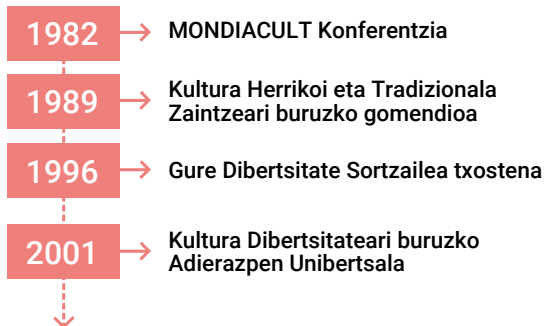 1982
MONDIACULT Konferentzia
1989
Kultura Herrikoi eta Tradizionala
Zaintzeari buruzko gomendioa
1996
Gure Dibertsitate Sortzailea txostena
2001
Kultura Dibertsitateari buruzko
Adierazpen Unibertsala